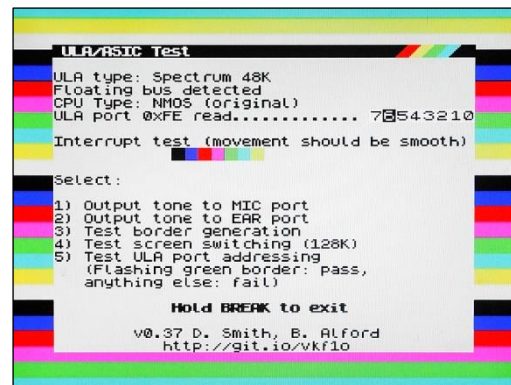 ULA/ASIC Test
ULA type: Spectrum 48K
Floating bus detected
CPU Type: NMOS (original)
ULA port 0xFE read............. 76543210
Interrupt test (movement should be smooth)
Select:
1) Output tone to MIC port
2) Output tone to EAR port
3) Test border generation
4) Test screen switching (128K)
5) Test ULA port addressing
(Flashing green border: pass,
anything else: fail)
Hold BREAK to exit
v0.37 D. Smith, B. Alford
http://git.io/vkf1o